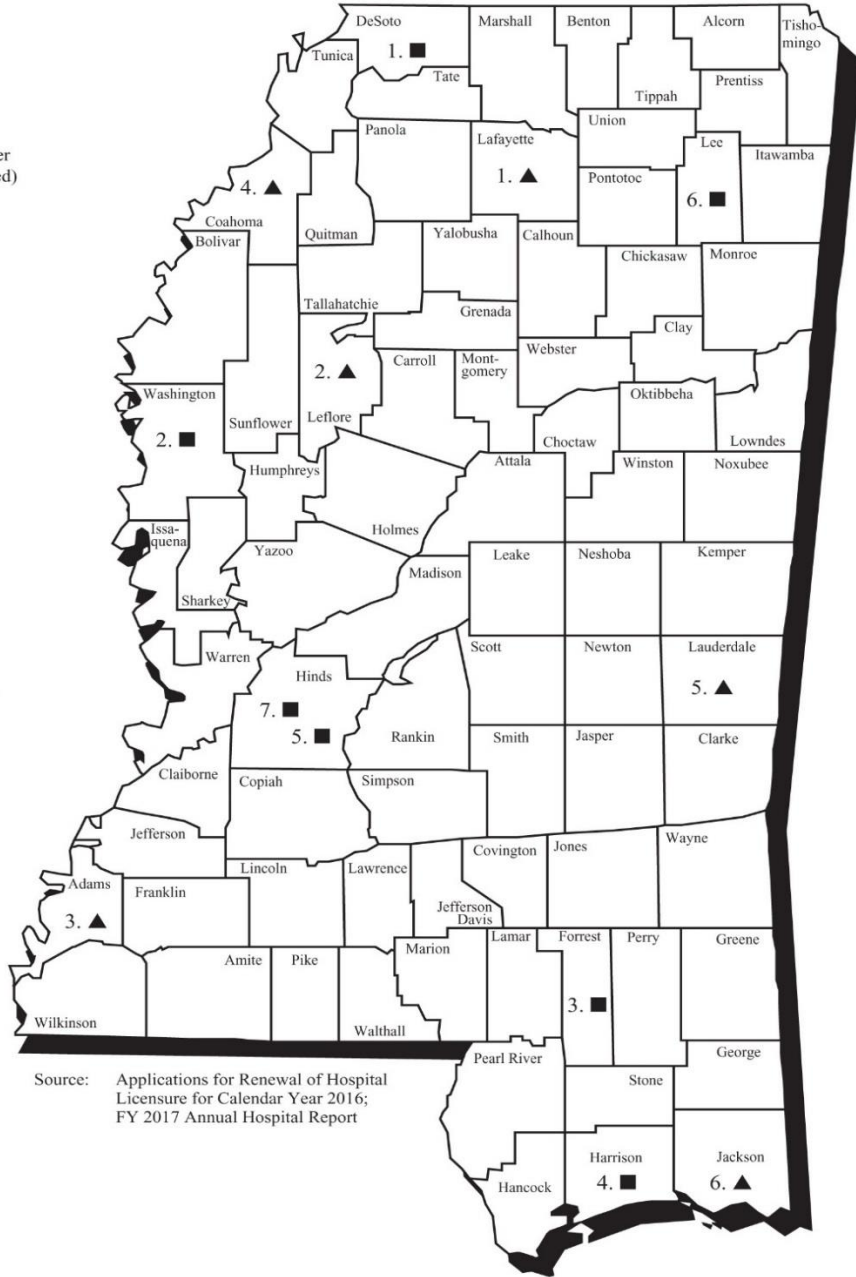 DeSoto
Marshall
Benton
Alcorn
Tisho-
mingo
1. ■
Tunica
Tate
Tippah
Prentiss
Panola
Union
er
ed)
Lafayette
Lee
Itawamba
1. ▲
Pontotoc
4. ▲
6. ■
Coahoma
Quitman
Bolivar
Yalobusha
Calhoun
Chickasaw
Monroe
Tallahatchie
Grenada
Clay
Webster
Carroll
Mont-
gomery
2. ▲
Washington
Oktibbeha
Sunflower
Leflore
2. ■
Choctaw
Lowndes
Attala
Winston
Noxubee
Humphreys
Issa-
quena
Holmes
Yazoo
Leake
Neshoba
Kemper
Madison
Sharkey
Scott
Newton
Lauderdale
Warren
Hinds
5. ▲
7. ■
5. ■
Rankin
Smith
Jasper
Clarke
Claiborne
Copiah
Simpson
Jefferson
Covington
Jones
Wayne
Lincoln
Lawrence
Adams
Franklin
Jefferson
Davis
3. ▲
Lamar
Forrest
Perry
Greene
Marion
Amite
Pike
3. ■
Wilkinson
Walthall
Pearl River
George
Source: Applications for Renewal of Hospital
Licensure for Calendar Year 2016;
FY 2017 Annual Hospital Report
Stone
Harrison
Jackson
Hancock
4. ■
6. ▲